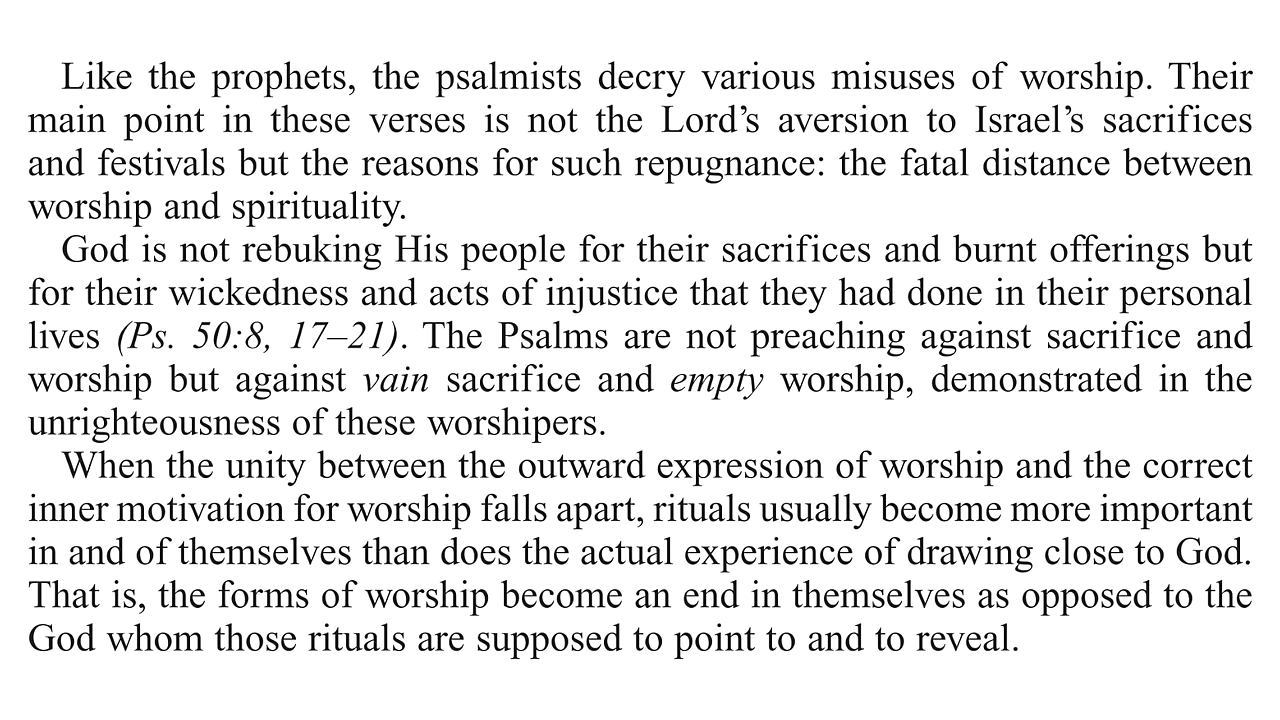 Like the prophets, the psalmists decry various misuses of worship. Their
main point in these verses is not the Lord’s aversion to Israel’s sacrifices
and festivals but the reasons for such repugnance: the fatal distance between
worship and spirituality.
God is not rebuking His people for their sacrifices and burnt offerings but
for their wickedness and acts of injustice that they had done in their personal
lives (Ps. 50:8, 17–21). The Psalms are not preaching against sacrifice and
worship but against vain sacrifice and empty worship, demonstrated in the
unrighteousness of these worshipers.
When the unity between the outward expression of worship and the correct
inner motivation for worship falls apart, rituals usually become more important
in and of themselves than does the actual experience of drawing close to God.
That is, the forms of worship become an end in themselves as opposed to the
God whom those rituals are supposed to point to and to reveal.